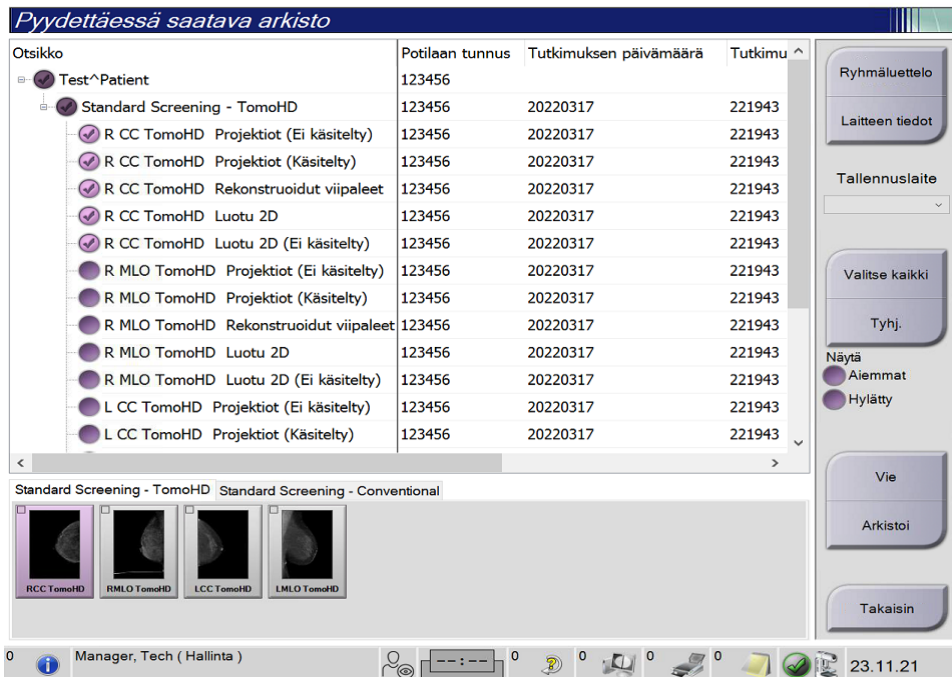 Pyydettäessä saatava arkisto
Otsikko Potilaan tunnus Tutkimuksen päivämäärä Tutkimu
Test^Patient 123456
Standard Screening - TomoHD 123456 20220317 221943
R CC TomoHD Projektiot (Ei käsitelty) 123456 20220317 221943
R CC TomoHD Projektiot (Käsitelty) 123456 20220317 221943
R CC TomoHD Rekonstruoidut viipaleet 123456 20220317 221943
R CC TomoHD Luotu 2D 123456 20220317 221943
R CC TomoHD Luotu 2D (Ei käsitelty) 123456 20220317 221943
R MLO TomoHD Projektiot (Ei käsitelty) 123456 20220317 221943
R MLO TomoHD Projektiot (Käsitelty) 123456 20220317 221943
R MLO TomoHD Rekonstruoidut viipaleet 123456 20220317 221943
R MLO TomoHD Luotu 2D 123456 20220317 221943
R MLO TomoHD Luotu 2D (Ei käsitelty) 123456 20220317 221943
L CC TomoHD Projektiot (Ei käsitelty) 123456 20220317 221943
L CC TomoHD Projektiot (Käsitelty) 123456 20220317 221943
Standard Screening - TomoHD Standard Screening - Conventional
RCC TomoHD RMLO TomoHD LCC TomoHD LMLO TomoHD
Ryhmäluettelo
Laitteen tiedot
Tallennuslaite
Valitse kaikki
Tyhj.
Näytä
Aiemmat
Hylätty
Vie
Arkistoi
Takaisin
0 Manager, Tech ( Hallinta ) --:-- 0 0 0 0 23.11.21